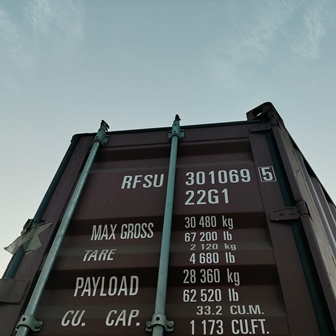 RFSU 301069 5
22G1
MAX GROSS 30 480 kg
67 200 lb
TARE 2 120 kg
4 680 lb
PAYLOAD 28 360 kg
62 520 lb
CU. CAP. 33.2 CU.M.
1 173 CU.FT.